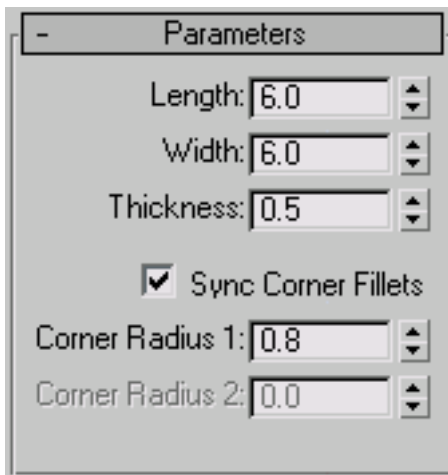 - Parameters
Length: 6.0
Width: 6.0
Thickness: 0.5
Sync Corner Fillets
Corner Radius 1: 0.8
Corner Radius 2: 0.0